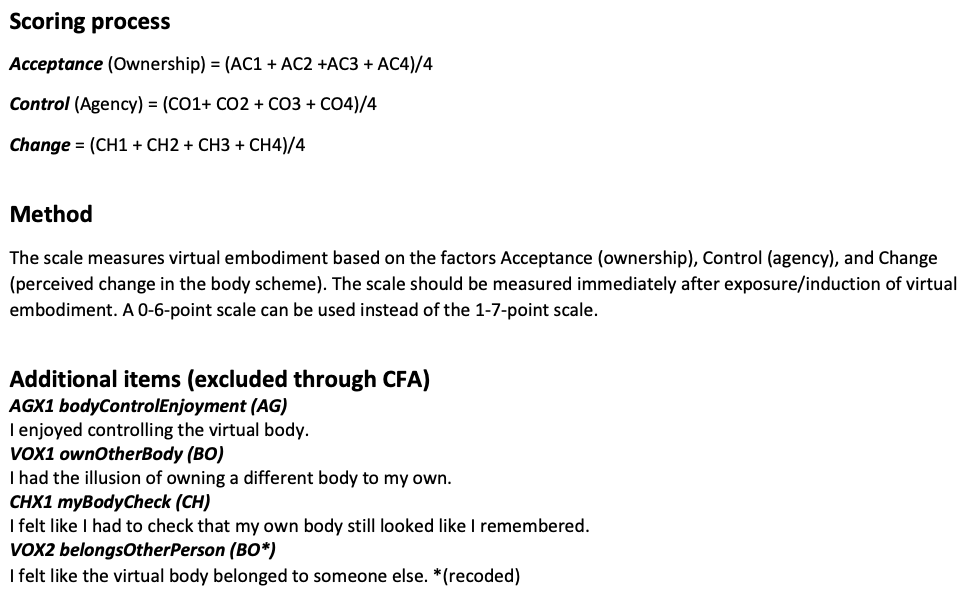 Scoring process
Acceptance (Ownership) = (AC1 + AC2 +AC3 + AC4)/4
Control (Agency) = (CO1+ CO2 + CO3 + CO4)/4
Change = (CH1 + CH2 + CH3 + CH4)/4
Method
The scale measures virtual embodiment based on the factors Acceptance (ownership), Control (agency), and Change
(perceived change in the body scheme). The scale should be measured immediately after exposure/induction of virtual
embodiment. A 0-6-point scale can be used instead of the 1-7-point scale.
Additional items (excluded through CFA)
AGX1 bodyControlEnjoyment (AG)
I enjoyed controlling the virtual body.
VOX1 ownOtherBody (BO)
I had the illusion of owning a different body to my own.
CHX1 myBodyCheck (CH)
I felt like I had to check that my own body still looked like I remembered.
VOX2 belongsOtherPerson (BO*)
I felt like the virtual body belonged to someone else. *(recoded)